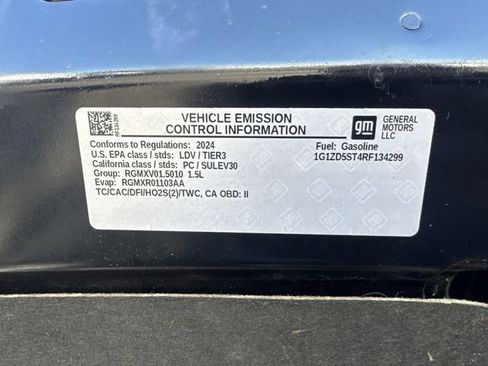 VEHICLE EMISSION
CONTROL INFORMATION
gm
GENERAL
MOTORS
LLC
Conforms to Regulations: 2024
U.S. EPA class / stds: LDV / TIER3
California class / stds: PC / SULEV30
Group: RGMXV01.5010 1.5L
Evap: RGMXR01103AA
TC/CAC/DFI/HO2S(2)/TWC, CA OBD: II
Fuel: Gasoline
1G1ZD5ST4RF134299
RF134299